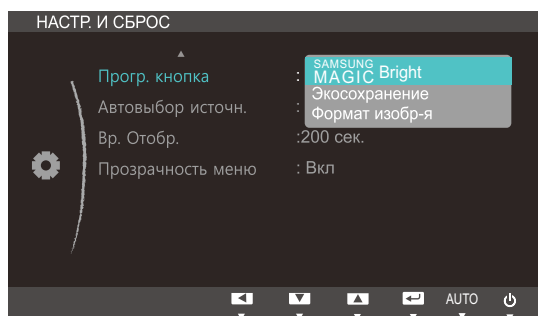 НАСТР. И СБРОС
Прогр. кнопка : SAMSUNG MAGIC Bright
Экосохранение
Автовыбор источн. :
Формат изобр-я
Вр. Отобр. :200 сек.
Прозрачность меню : Вкл
AUTO